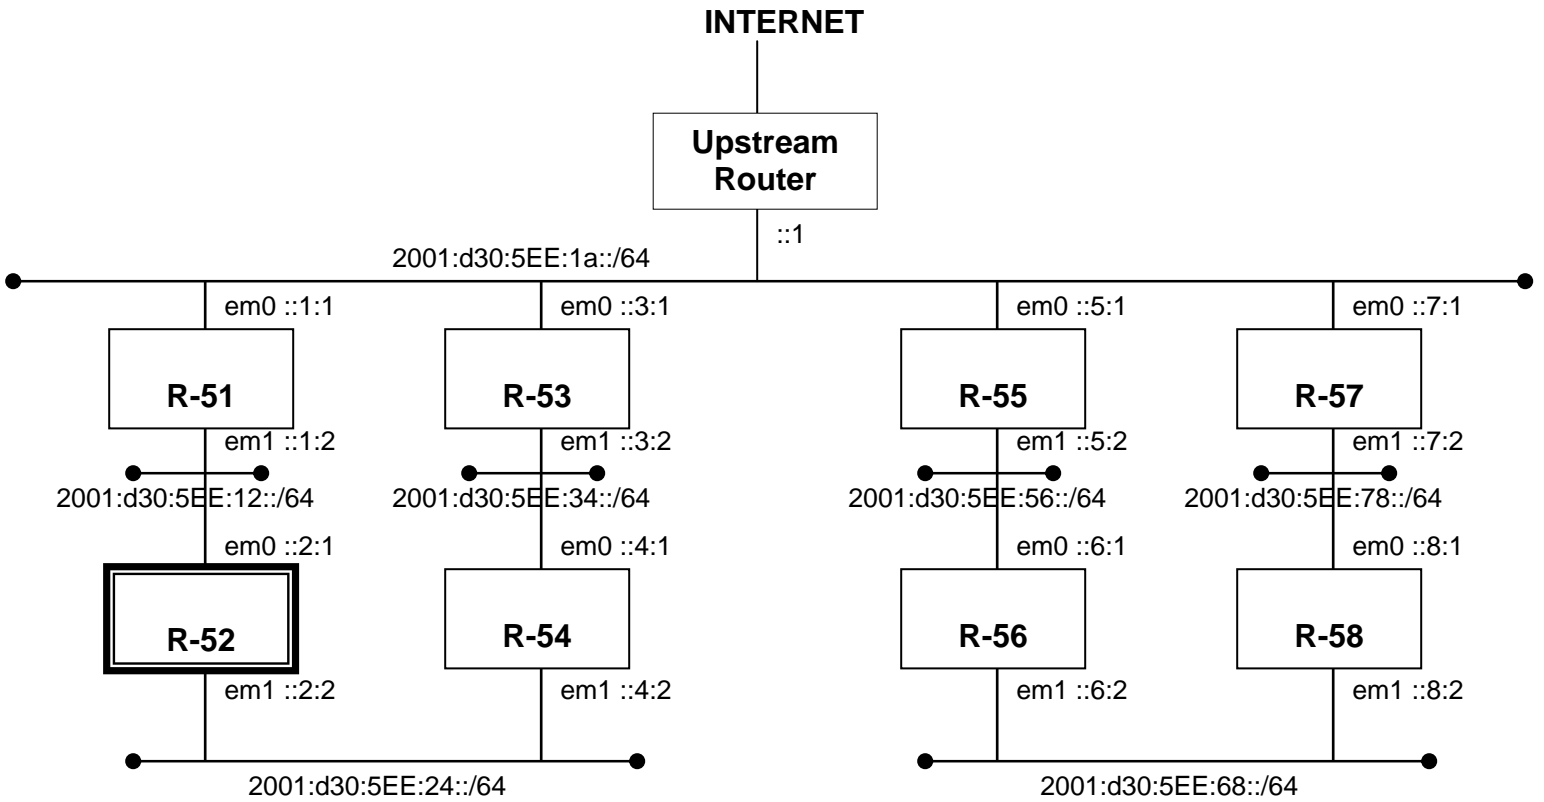 INTERNET
Upstream
Router
::1
2001:d30:5EE:1a::/64
em0 ::1:1
em0 ::3:1
em0 ::5:1
em0 ::7:1
R-51
R-53
R-55
R-57
em1 ::1:2
em1 ::3:2
em1 ::5:2
em1 ::7:2
2001:d30:5EE:12::/64
2001:d30:5EE:34::/64
2001:d30:5EE:56::/64
2001:d30:5EE:78::/64
em0 ::2:1
em0 ::4:1
em0 ::6:1
em0 ::8:1
R-52
R-54
R-56
R-58
em1 ::2:2
em1 ::4:2
em1 ::6:2
em1 ::8:2
2001:d30:5EE:24::/64
2001:d30:5EE:68::/64